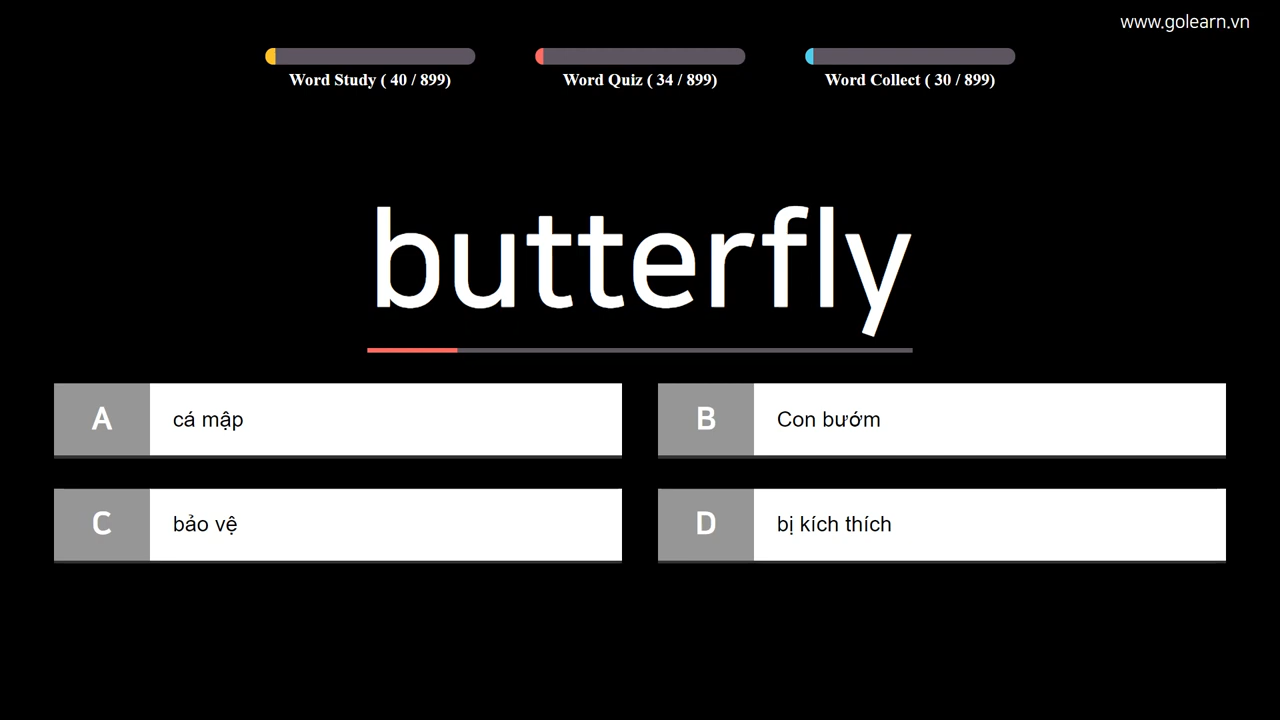 www.golearn.vn
Word Study ( 40 / 899)
Word Quiz ( 34 / 899)
Word Collect ( 30 / 899)
butterfly
A cá mập
B Con bướm
C bảo vệ
D bị kích thích